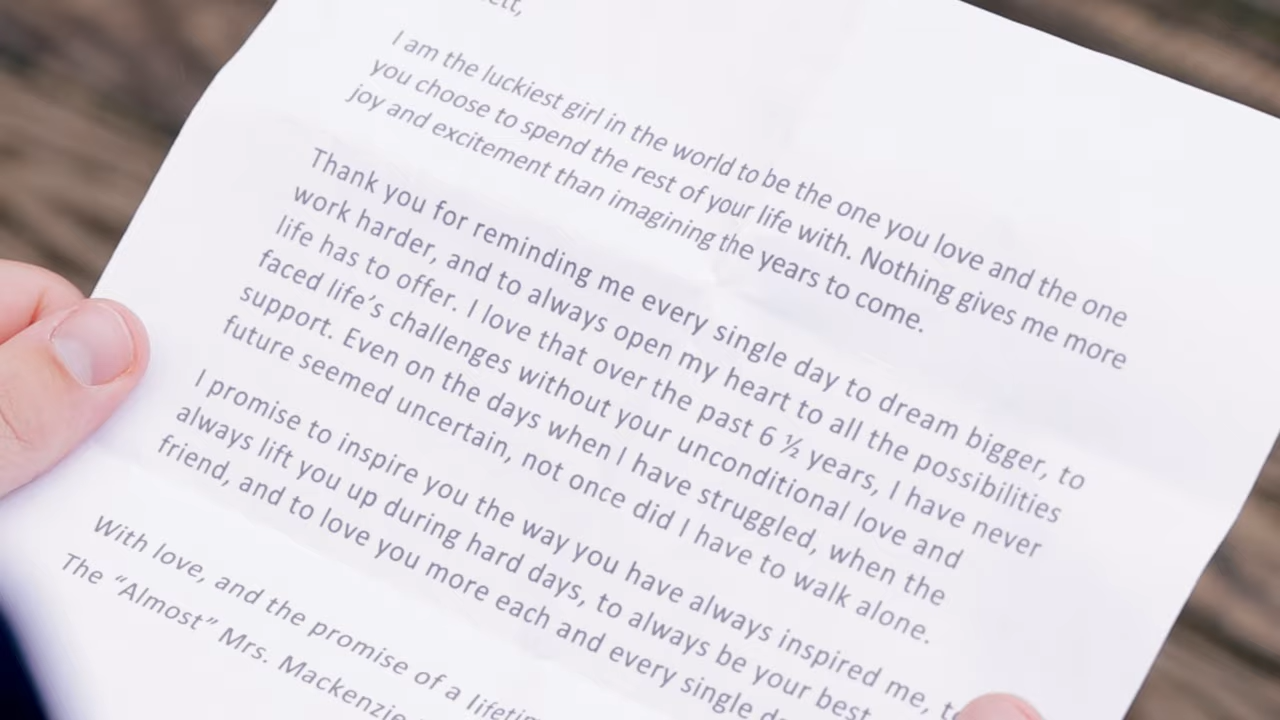 I am the luckiest girl in the world to be the one you love and the one
you choose to spend the rest of your life with. Nothing gives me more
joy and excitement than imagining the years to come.
Thank you for reminding me every single day to dream bigger, to
work harder, and to always open my heart to all the possibilities
life has to offer. I love that over the past 6 ½ years, I have never
faced life’s challenges without your unconditional love and
support. Even on the days when I have struggled, when the
future seemed uncertain, not once did I have to walk alone.
I promise to inspire you the way you have always inspired me,
always lift you up during hard days, to always be your best
friend, and to love you more each and every single
With love, and the promise of a
The “Almost” Mrs. Mackenzie